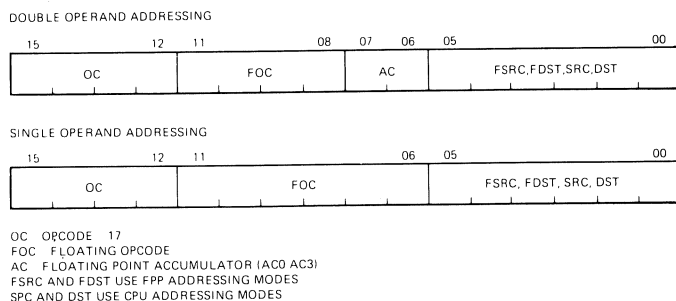 DOUBLE OPERAND ADDRESSING
15 12 11 08 07 06 05 00
OC FOC AC FSRC,FDST,SRC,DST
SINGLE OPERAND ADDRESSING
15 12 11 06 05 00
OC FOC FSRC, FDST, SRC, DST
OC OPCODE 17
FOC FLOATING OPCODE
AC FLOATING POINT ACCUMULATOR (AC0 AC3)
FSRC AND FDST USE FPP ADDRESSING MODES
SPC AND DST USE CPU ADDRESSING MODES